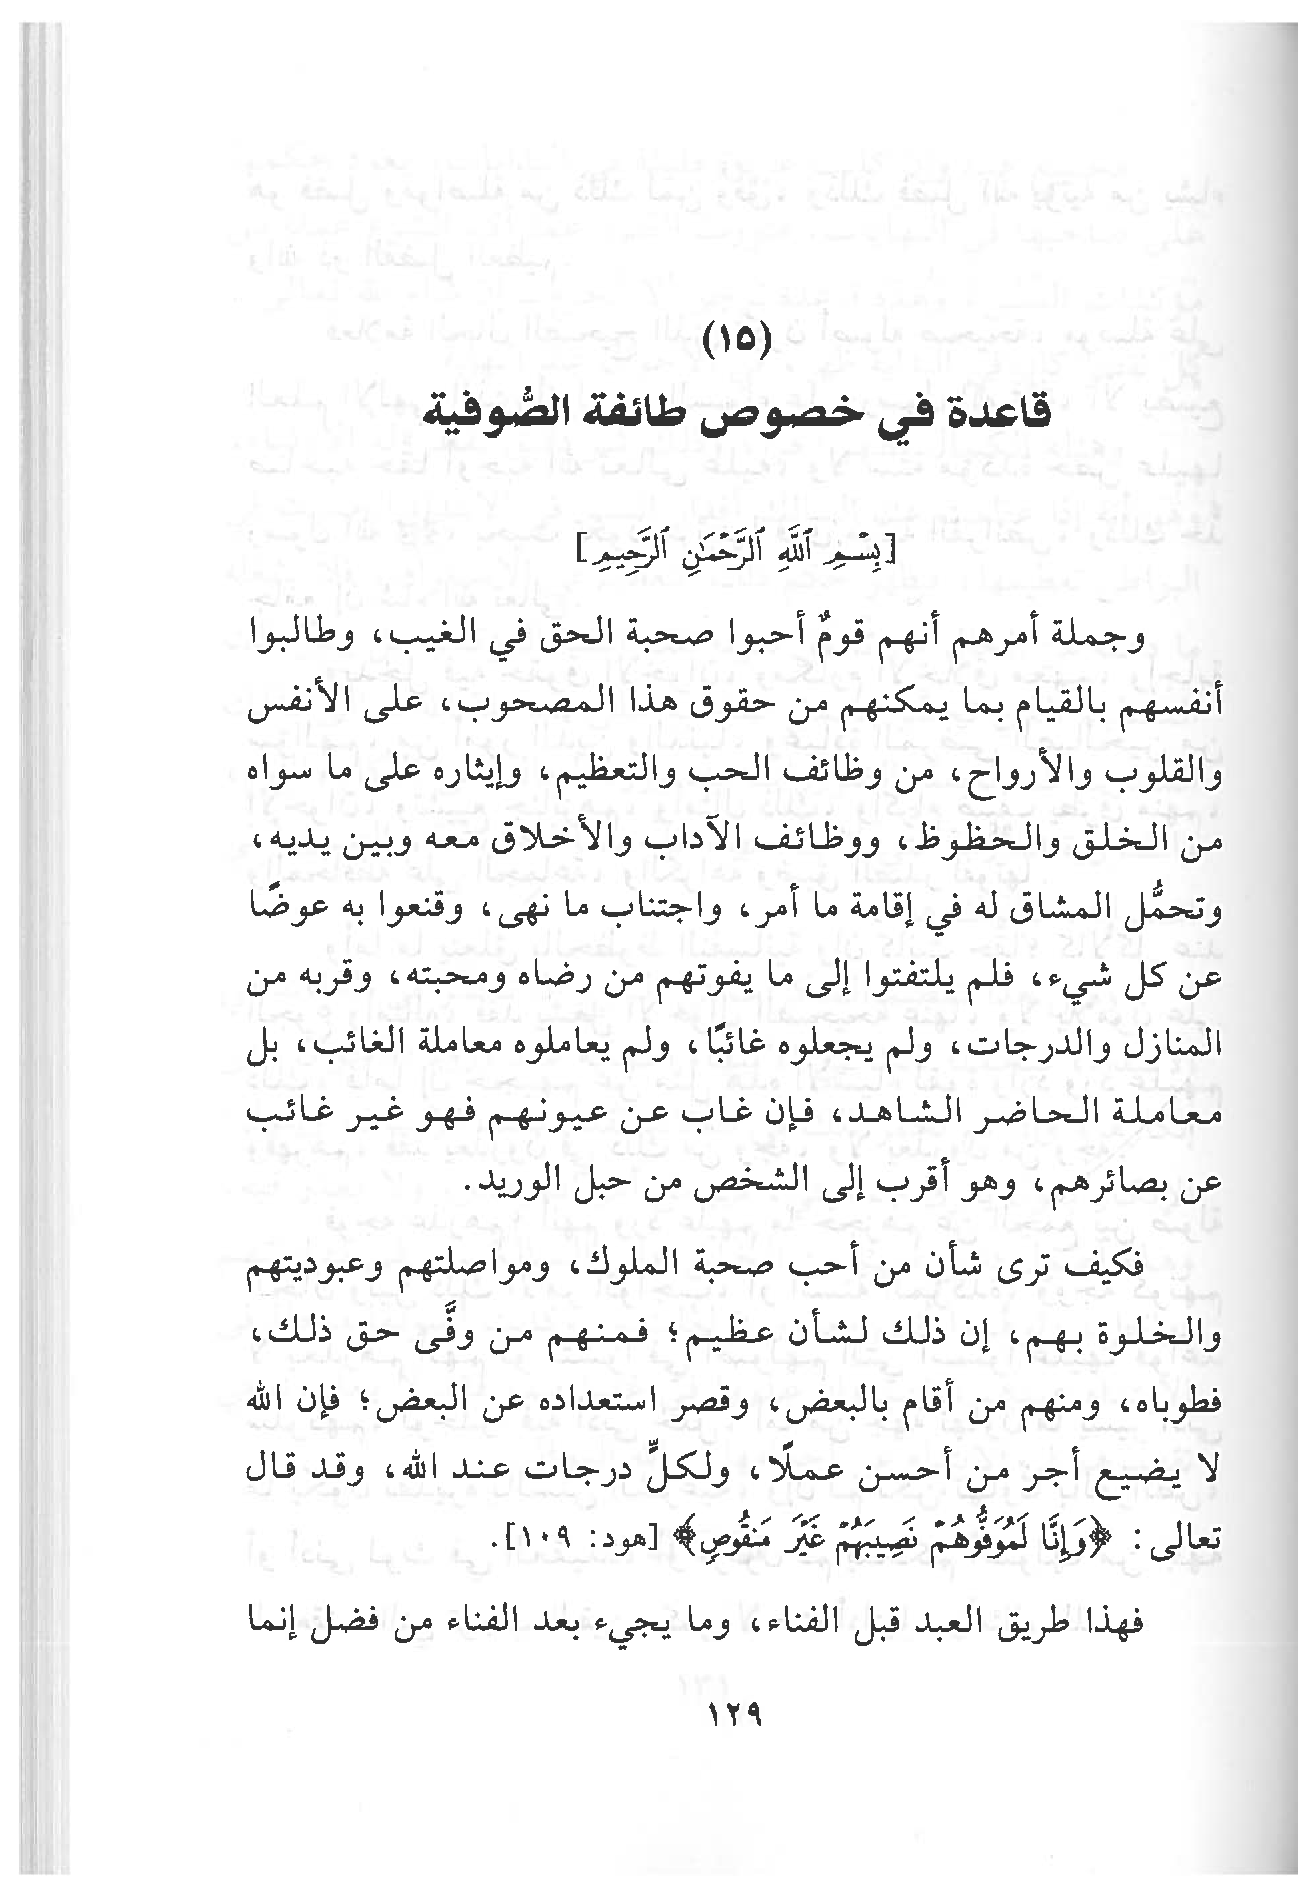 (١٥)
قاعدة في خصوص طائفة الصُّوفية
[بِسْمِ ٱللَّهِ ٱلرَّحْمَٰنِ ٱلرَّحِيمِ]
وجملة أمرهم أنهم قومٌ أحبوا صحبة الحق في الغيب، وطالبوا
أنفسهم بالقيام بما يمكنهم من حقوق هذا المصحوب، على الأنفس
والقلوب والأرواح، من وظائف الحب والتعظيم، وإيثاره على ما سواه
من الخلق والحظوظ، ووظائف الآداب والأخلاق معه وبين يديه،
وتحمُّل المشاق له في إقامة ما أمر، واجتناب ما نهى، وقنعوا به عوضًا
عن كل شيء، فلم يلتفتوا إلى ما يفوتهم من رضاه ومحبته، وقربه من
المنازل والدرجات، ولم يجعلوه غائبًا، ولم يعاملوه معاملة الغائب، بل
معاملة الحاضر الشاهد، فإن غاب عن عيونهم فهو غير غائب
عن بصائرهم، وهو أقرب إلى الشخص من حبل الوريد.
فكيف ترى شأن من أحب صحبة الملوك، ومواصلتهم وعبوديتهم
والخلوة بهم، إن ذلك لشأن عظيم؛ فمنهم من وفَّى حق ذلك،
فطوباه، ومنهم من أقام بالبعض، وقصر استعداده عن البعض؛ فإن الله
لا يضيع أجر من أحسن عملًا، ولكلٍّ درجات عند الله، وقد قال
تعالى: ﴿وَإِنَّا لَمُوَفُّوهُمْ نَصِيبَهُمْ غَيْرَ مَنقُوصٍ﴾ [هود: ١٠٩].
فهذا طريق العبد قبل الفناء، وما يجيء بعد الفناء من فضل إنما
١٢٩